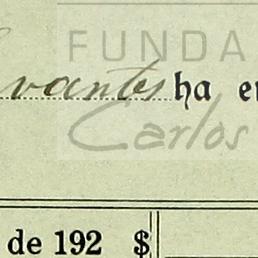 FUNDA
vantes ha e
Carlos
de 192 $